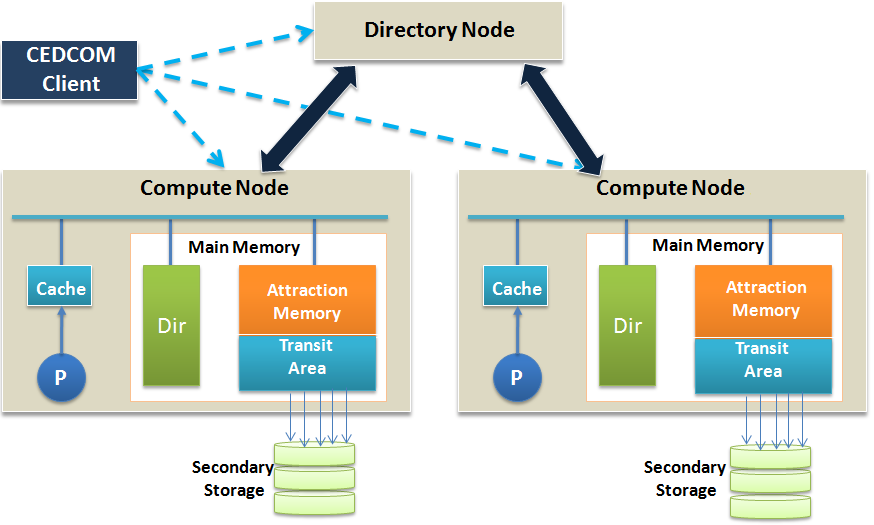 Directory Node
CEDCOM
Client
Compute Node
Main Memory
Cache
Dir
Attraction
Memory
Transit
Area
P
Secondary
Storage
Compute Node
Main Memory
Cache
Dir
Attraction
Memory
Transit
Area
P
Secondary
Storage